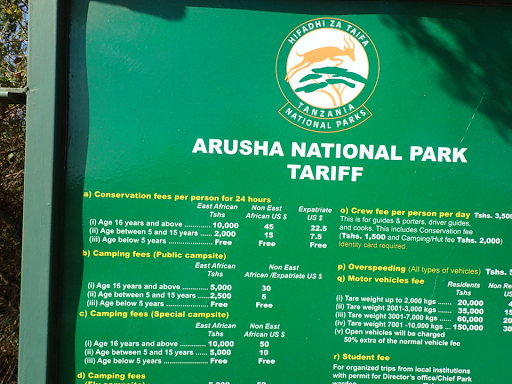 HIFADHI ZA TAIFA
TANZANIA
NATIONAL PARKS
ARUSHA NATIONAL PARK
TARIFF
a) Conservation fees per person for 24 hours
East African Non East Expatriate
Tshs African US $ US $
(i) Age 16 years and above .................. 10,000 45 22.5
(ii) Age between 5 and 15 years ....... 2,000 15 7.5
(iii) Age below 5 years .................... Free Free Free
b) Camping fees (Public campsite)
East African Non East
Tshs African /Expatriate US $
(i) Age 16 years and above ................. 5,000 30
(ii) Age between 5 and 15 years ......2,500 5
(iii) Age below 5 years .................... Free Free
c) Camping fees (Special campsite)
East African Non East
Tshs African US $
(i) Age 16 years and above ................ 10,000 50
(ii) Age between 5 and 15 years ...... 5,000 10
(iii) Age below 5 years .................... Free Free
d) Camping fees
o) Crew fee per person per day Tshs. 3,500
This is for guides & porters, driver guides,
and cooks. This includes Conservation fee
(Tshs. 1,500 and Camping/Hut fee Tshs. 2,000)
Identity card required.
p) Overspeeding (All types of vehicles) Tshs.
q) Motor vehicles fee Residents Non
Tshs
(i) Tare weight up to 2,000 kgs ....... 20,000
(ii) Tare weight 2001-3,000 kgs ....... 35,000
(iii) Tare weight 3001-7,000 kgs ...... 60,000
(iv) Tare weight 7001 -10,000 kgs ... 150,000
(v) Open vehicles will be charged
50% extra of the normal vehicle fee
r) Student fee
For organized trips from local institutions
with permit for Director's office/Chief Park